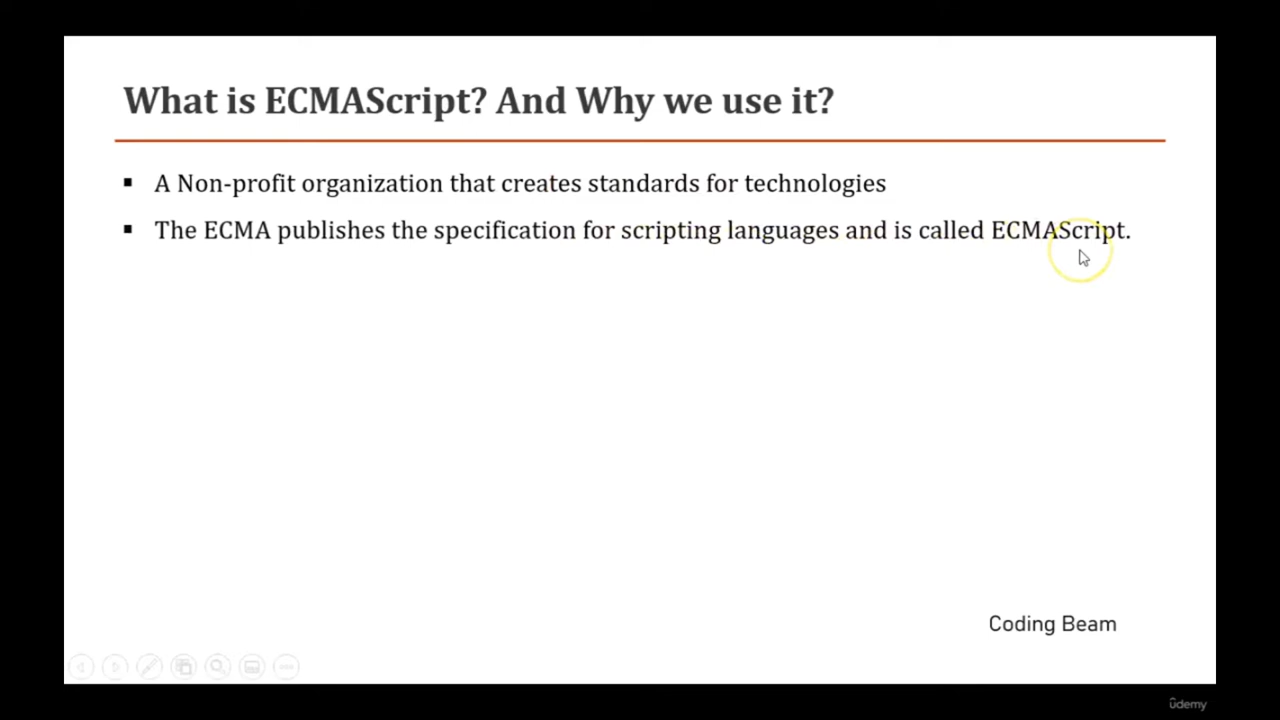 What is ECMAScript? And Why we use it?
▪ A Non-profit organization that creates standards for technologies
▪ The ECMA publishes the specification for scripting languages and is called ECMAScript.
Coding Beam
ûdemy